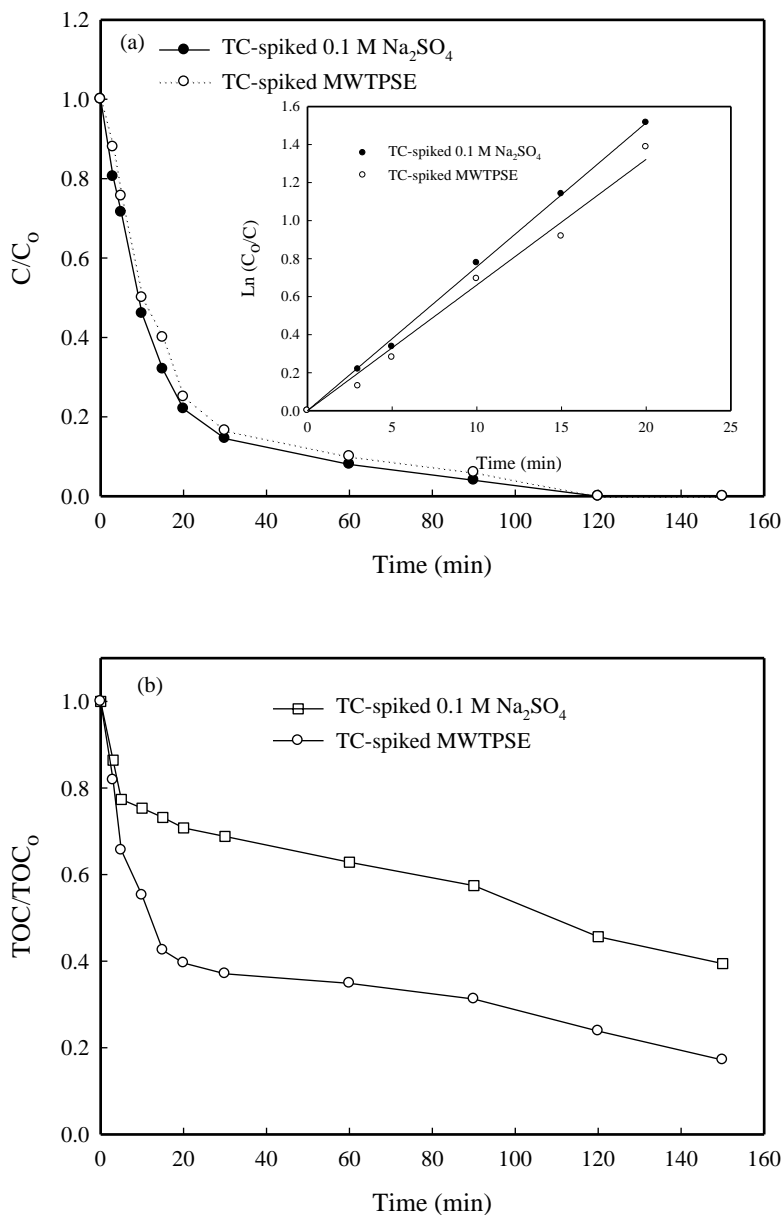 1.2
(a)
TC-spiked 0.1 M Na₂SO₄
TC-spiked MWTPSE
1.0
0.8
0.6
0.4
0.2
0.0
C/C₀
1.6
1.4
1.2
1.0
0.8
0.6
0.4
0.2
0.0
Ln (C₀/C)
TC-spiked 0.1 M Na₂SO₄
TC-spiked MWTPSE
0 5 10 15 20 25
Time (min)
0 20 40 60 80 100 120 140 160
Time (min)
(b)
TC-spiked 0.1 M Na₂SO₄
TC-spiked MWTPSE
1.0
0.8
0.6
0.4
0.2
0.0
TOC/TOC₀
0 20 40 60 80 100 120 140 160
Time (min)